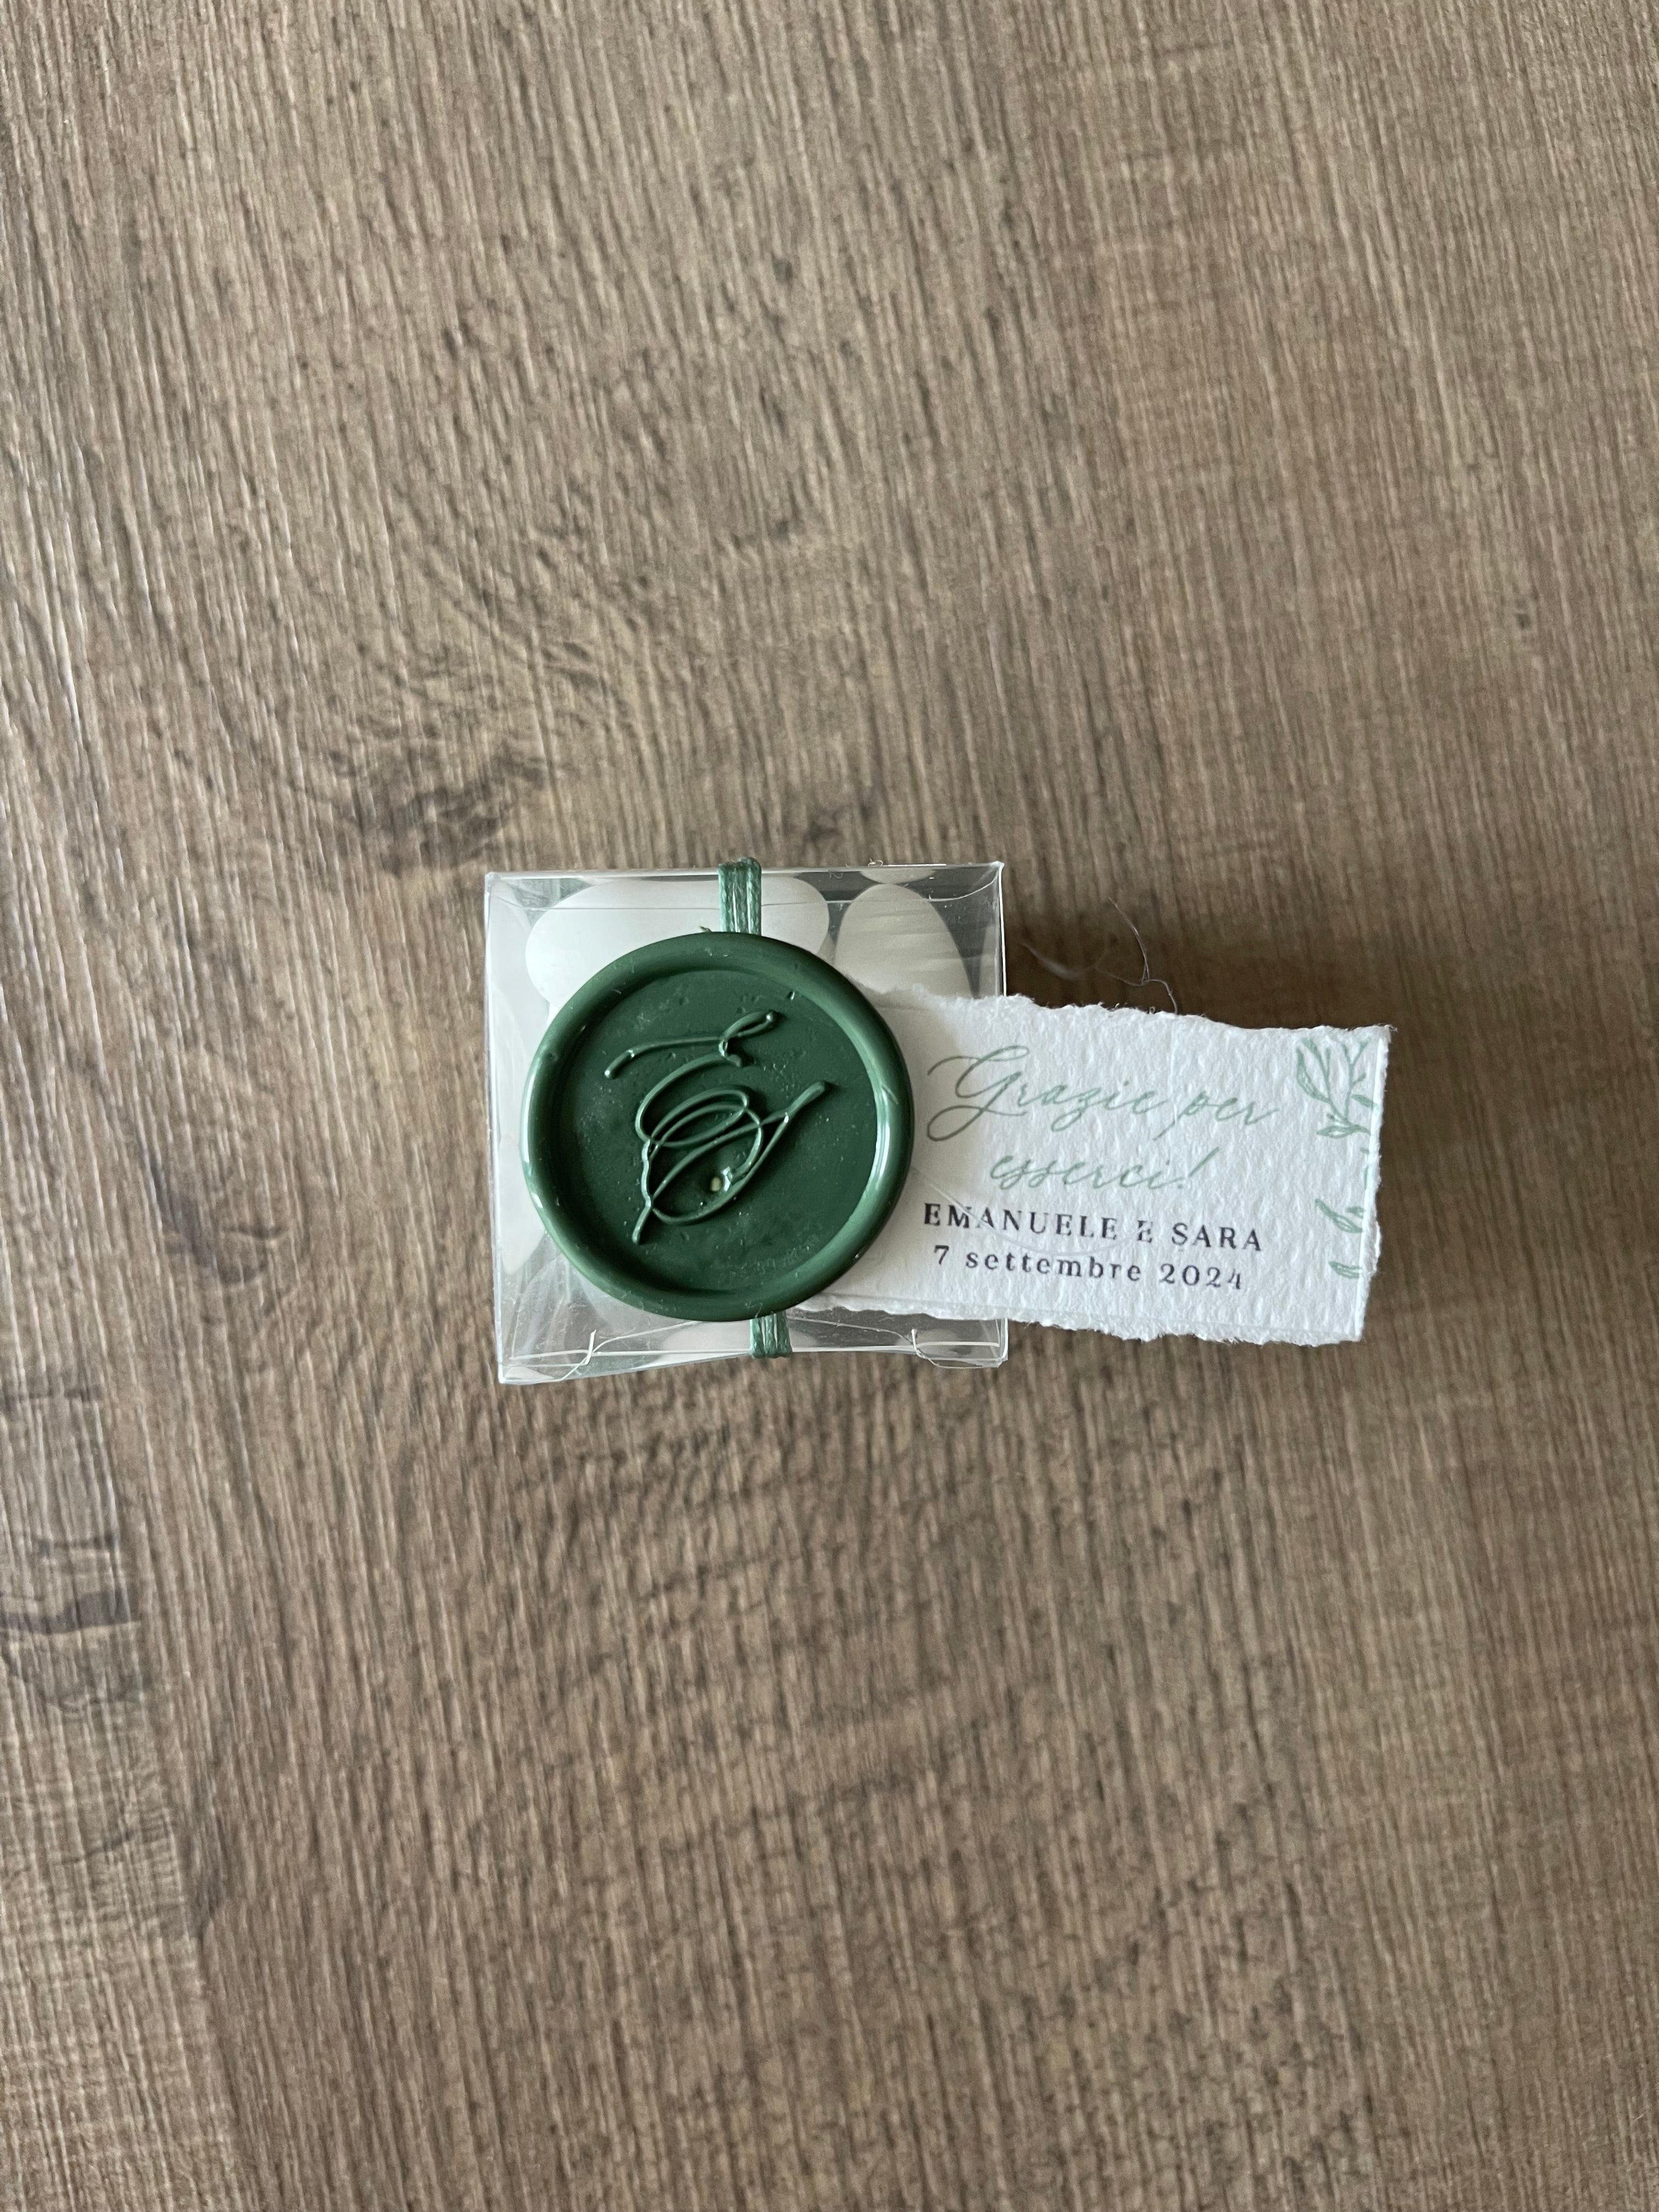 Grazie per
esserci!
EMANUELE E SARA
7 settembre 2024